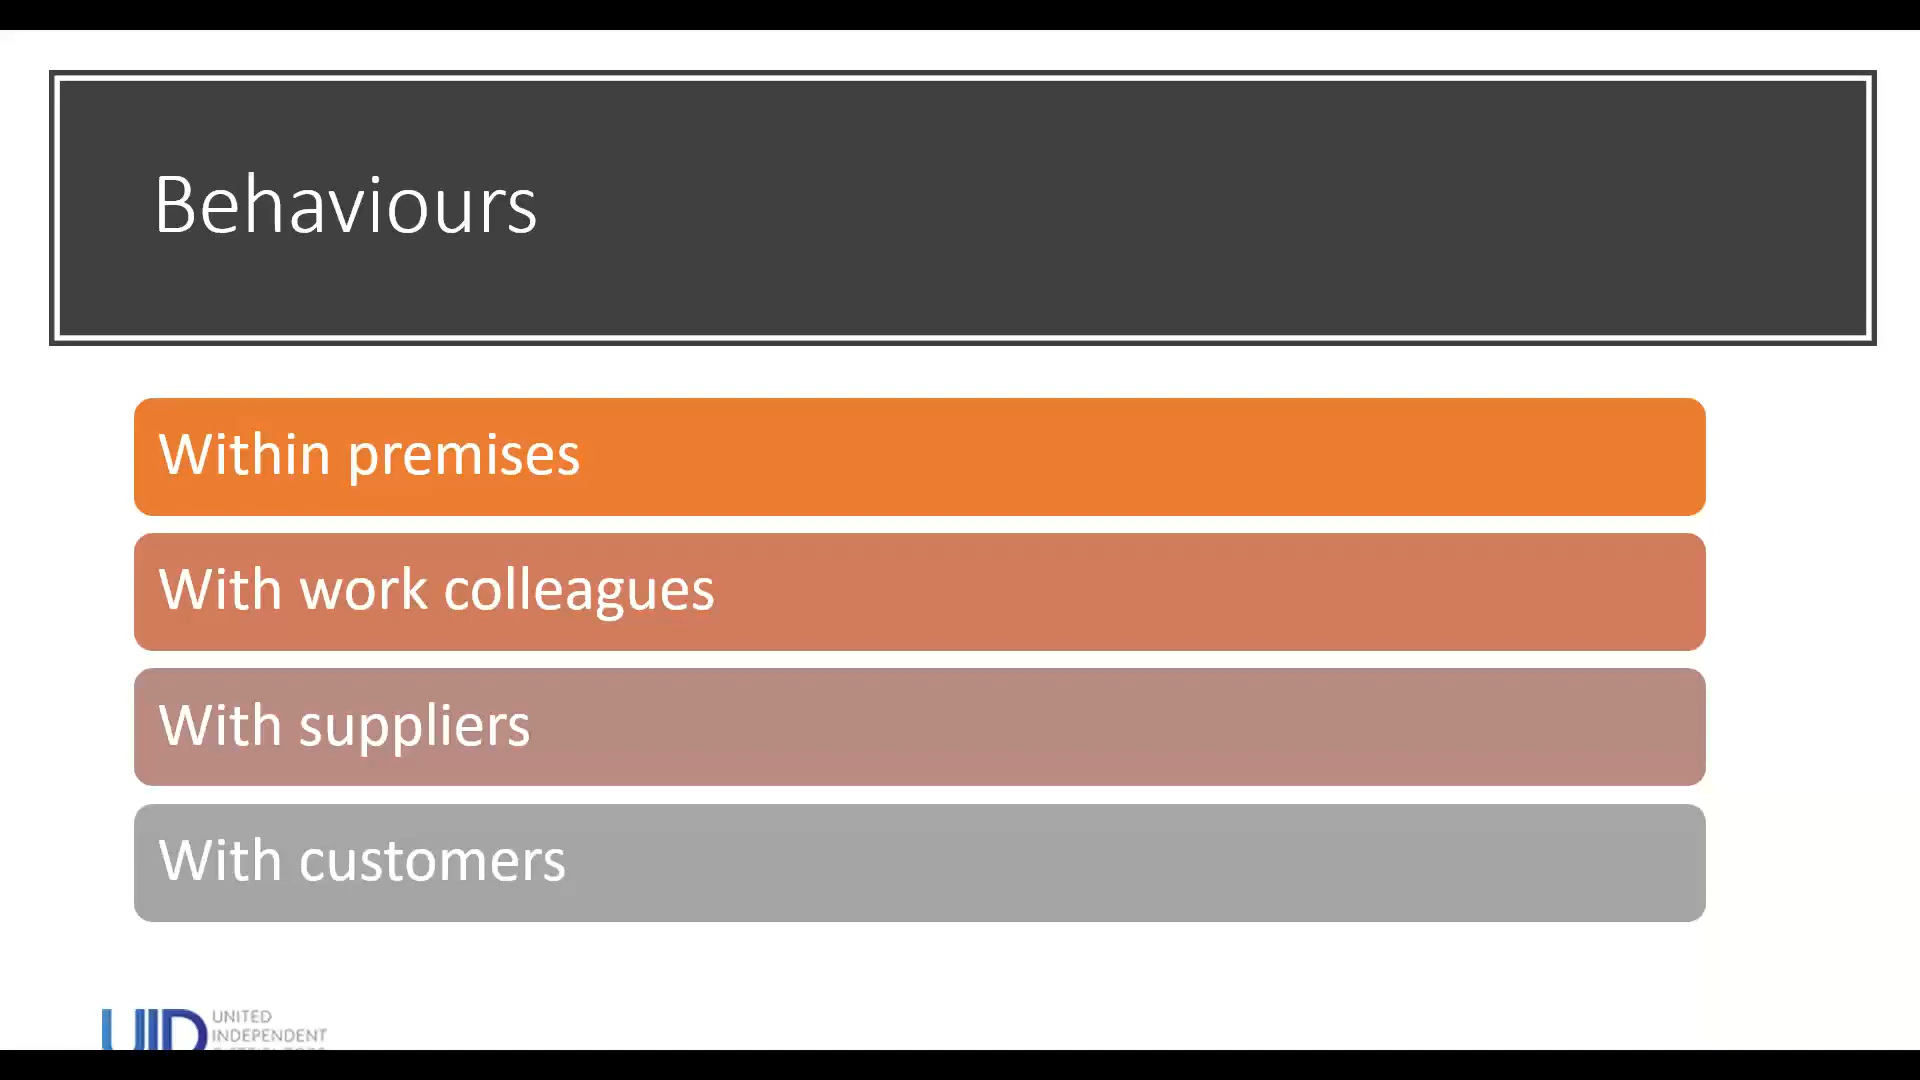 Behaviours
Within premises
With work colleagues
With suppliers
With customers
UID
UNITED
INDEPENDENT